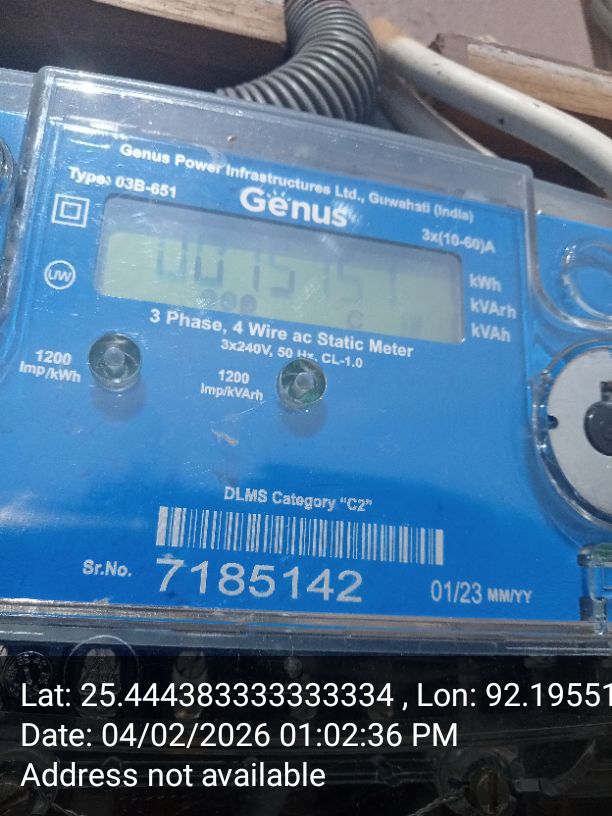 Genus Power Infrastructures Ltd., Guwahati (India)
Type: 03B-651
Genus
3x(10-60)A
UW
kWh
kVArh
kVAh
3 Phase, 4 Wire ac Static Meter
3x240V, 50 Hz, CL-1.0
1200
Imp/kWh
1200
Imp/kVArh
DLMS Category "C2"
Sr.No. 7185142 01/23 MM/YY
Lat: 25.444383333333334 , Lon: 92.19551
Date: 04/02/2026 01:02:36 PM
Address not available